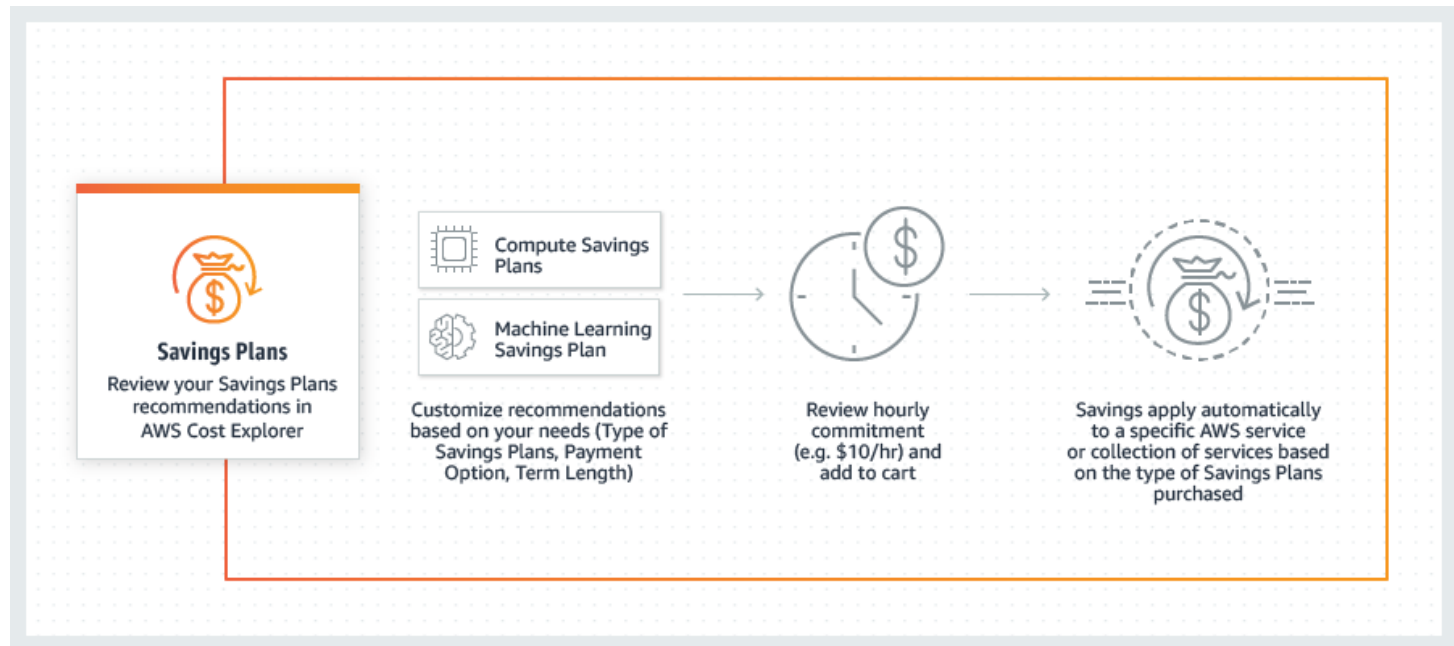 Savings Plans
Review your Savings Plans
recommendations in
AWS Cost Explorer
Compute Savings
Plans
Machine Learning
Savings Plan
Customize recommendations
based on your needs (Type of
Savings Plans, Payment
Option, Term Length)
$
Review hourly
commitment
(e.g. $10/hr) and
add to cart
$
Savings apply automatically
to a specific AWS service
or collection of services based
on the type of Savings Plans
purchased